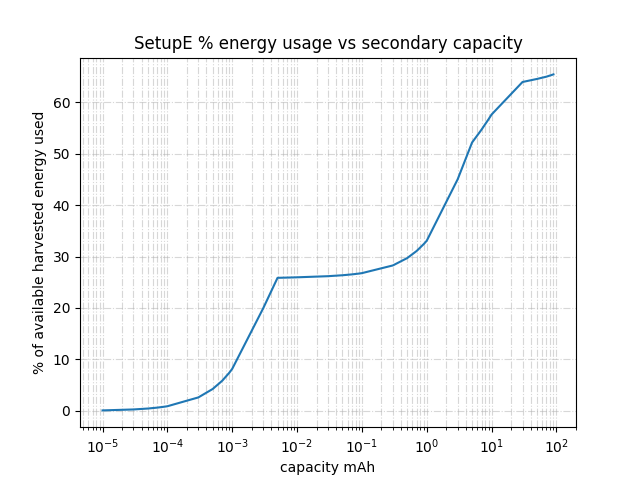 SetupE % energy usage vs secondary capacity
% of available harvested energy used
60
50
40
30
20
10
0
10⁻⁵ 10⁻⁴ 10⁻³ 10⁻² 10⁻¹ 10⁰ 10¹ 10²
capacity mAh